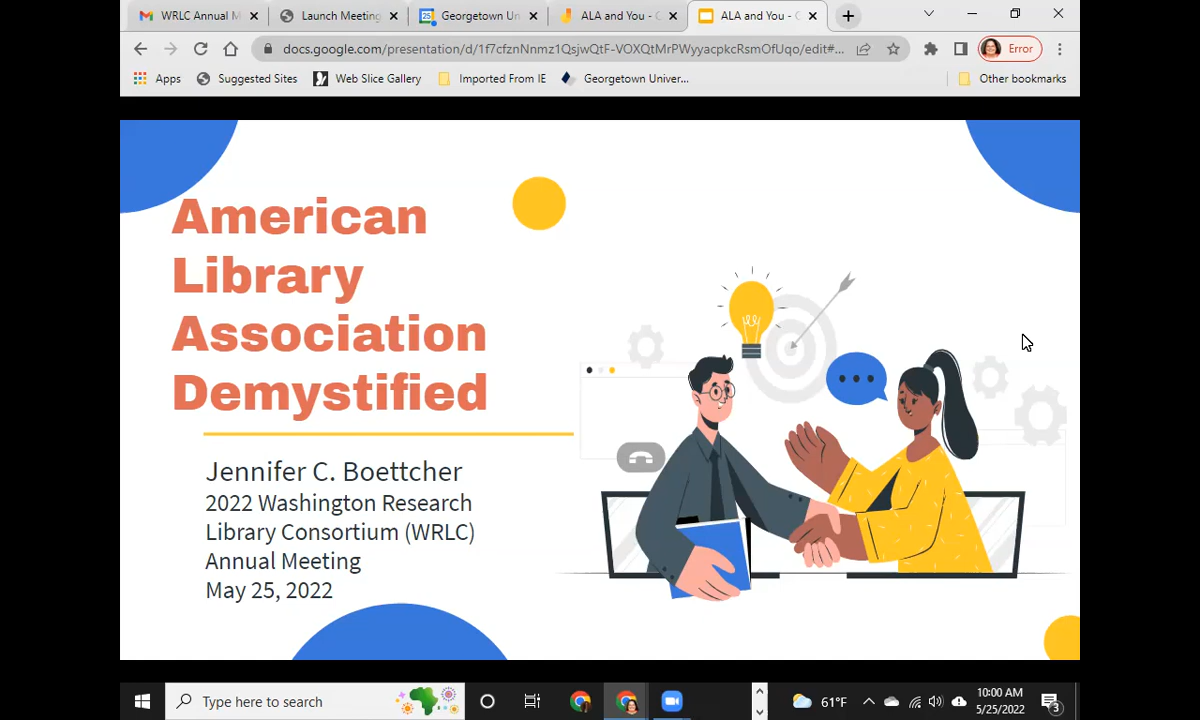 WRLC Annual M
Launch Meeting
Georgetown Un
ALA and You - G
ALA and You - G
docs.google.com/presentation/d/1f7cfznNnmz1QsjwQtF-VOXQtMrPWyyacpkcRsmOfUqo/edit#...
Error
Apps
Suggested Sites
Web Slice Gallery
Imported From IE
Georgetown Univer...
Other bookmarks
American
Library
Association
Demystified
Jennifer C. Boettcher
2022 Washington Research
Library Consortium (WRLC)
Annual Meeting
May 25, 2022
Type here to search
61°F
10:00 AM
5/25/2022
3